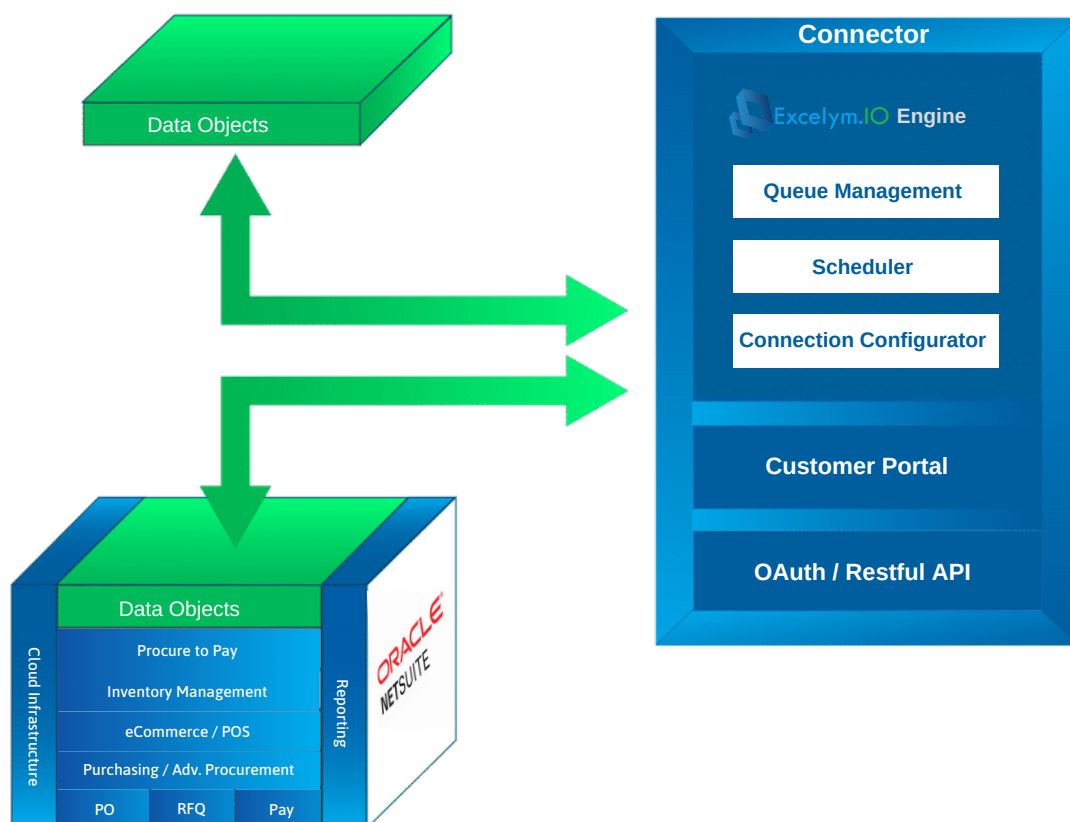 Data Objects
Connector
Excelym.IO Engine
Queue Management
Scheduler
Connection Configurator
Customer Portal
OAuth / Restful API
Data Objects
Procure to Pay
Inventory Management
eCommerce / POS
Purchasing / Adv. Procurement
PO
RFQ
Pay
Cloud Infrastructure
Reporting
ORACLE®
NETSUITE